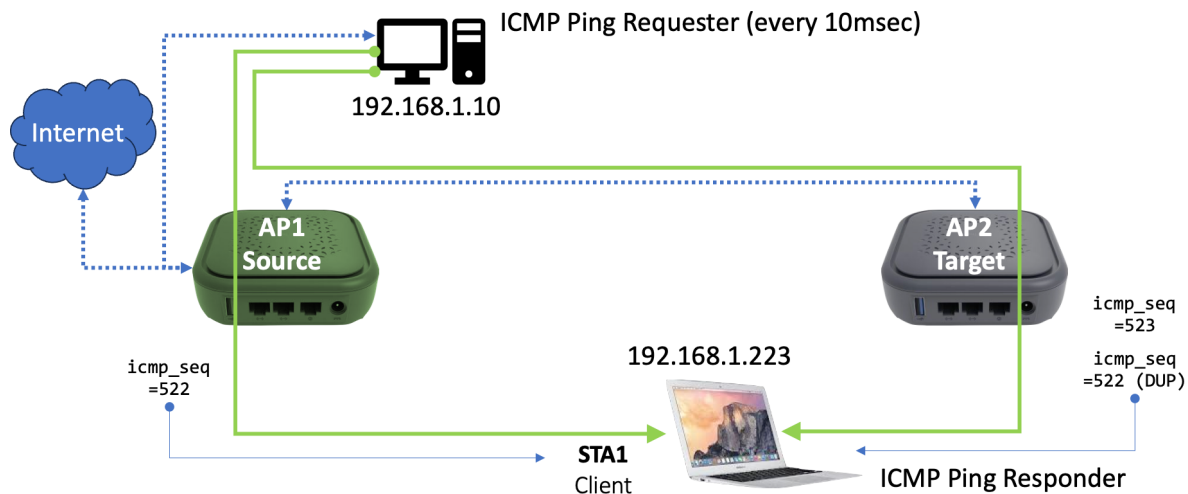 ICMP Ping Requester (every 10msec)
192.168.1.10
Internet
AP1
Source
AP2
Target
icmp_seq
=523
icmp_seq
=522 (DUP)
icmp_seq
=522
192.168.1.223
STA1
Client
ICMP Ping Responder